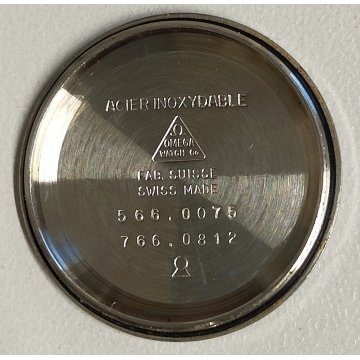 ACIER INOXYDABLE
Ω
OMEGA
WATCH Co
FAB. SUISSE
SWISS MADE
566.0075
766.0812